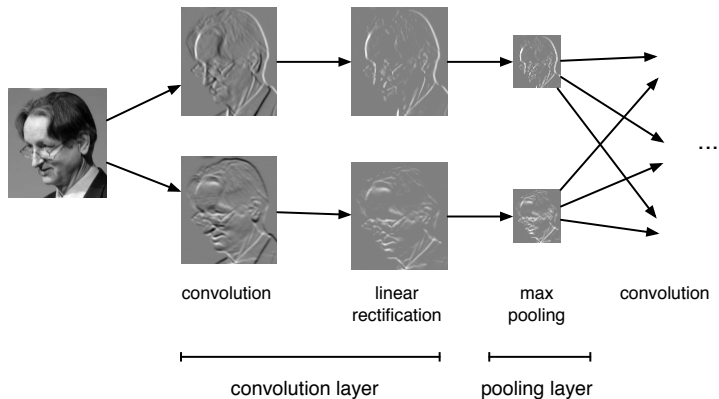 ...
convolution
linear
rectification
max
pooling
convolution
convolution layer
pooling layer